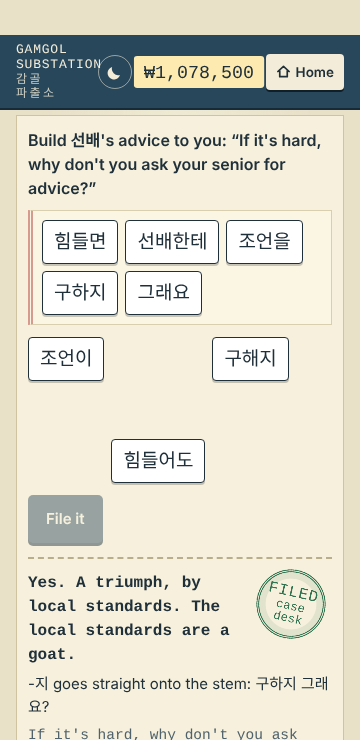 GAMGOL
SUBSTATION
감골
파출소
₩1,078,500
Home
Build 선배's advice to you: “If it's hard,
why don't you ask your senior for
advice?”
힘들면 선배한테 조언을
구하지 그래요
조언이 구해지
힘들어도
File it
Yes. A triumph, by
local standards. The
local standards are a
goat.
FILED
case
desk
-지 goes straight onto the stem: 구하지 그래
요?
If it's hard, why don't you ask